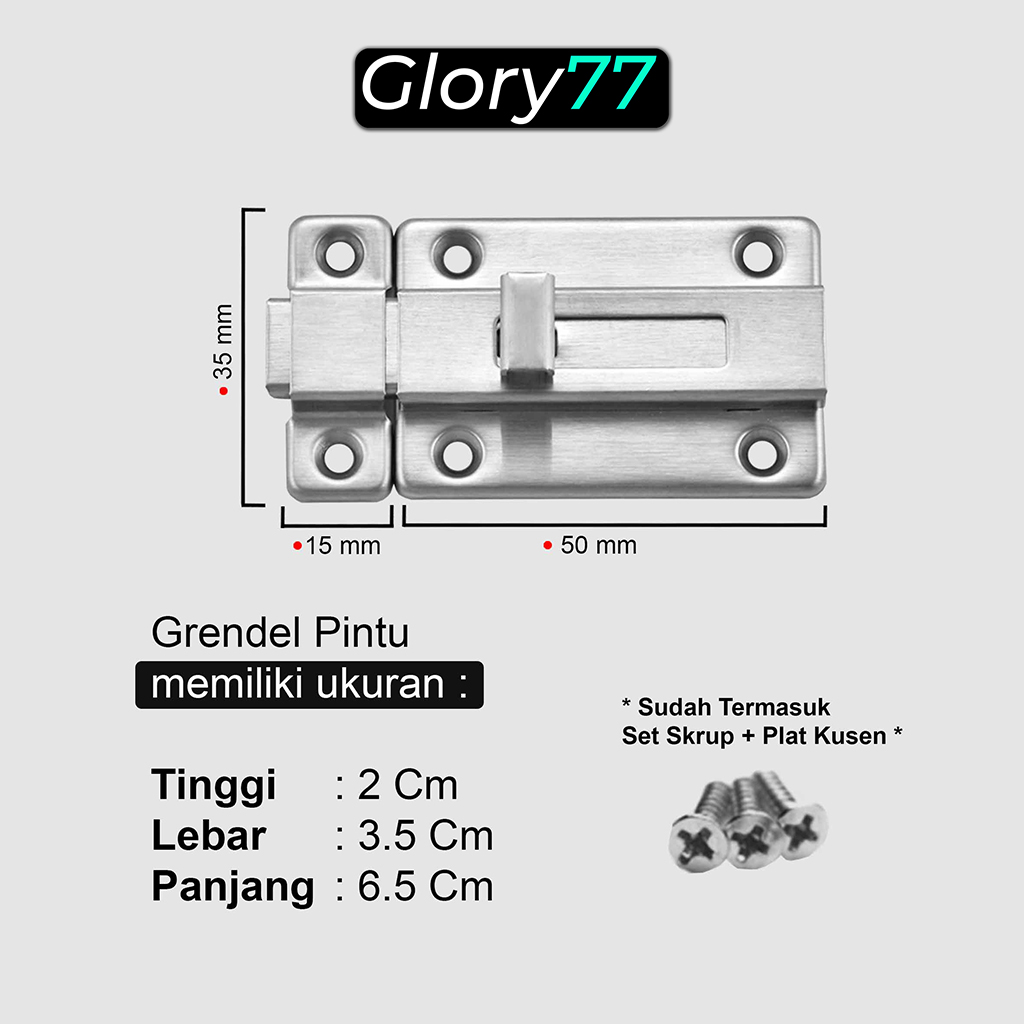 Glory77
35 mm
15 mm
50 mm
Grendel Pintu
memiliki ukuran :
* Sudah Termasuk
Set Skrup + Plat Kusen *
Tinggi : 2 Cm
Lebar : 3.5 Cm
Panjang : 6.5 Cm